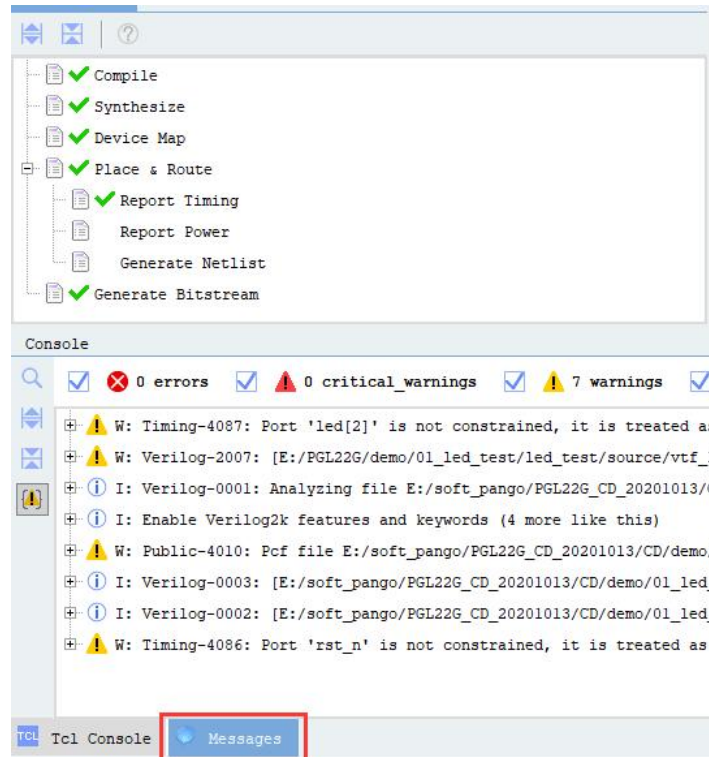 Compile
Synthesize
Device Map
Place & Route
Report Timing
Report Power
Generate Netlist
Generate Bitstream
Console
0 errors 0 critical_warnings 7 warnings
W: Timing-4087: Port 'led[2]' is not constrained, it is treated as
W: Verilog-2007: [E:/PGL22G/demo/01_led_test/led_test/source/vtf_
I: Verilog-0001: Analyzing file E:/soft_pango/PGL22G_CD_20201013/
I: Enable Verilog2k features and keywords (4 more like this)
W: Public-4010: Pcf file E:/soft_pango/PGL22G_CD_20201013/CD/demo
I: Verilog-0003: [E:/soft_pango/PGL22G_CD_20201013/CD/demo/01_led
I: Verilog-0002: [E:/soft_pango/PGL22G_CD_20201013/CD/demo/01_led
W: Timing-4086: Port 'rst_n' is not constrained, it is treated as
TCL Tcl Console Messages